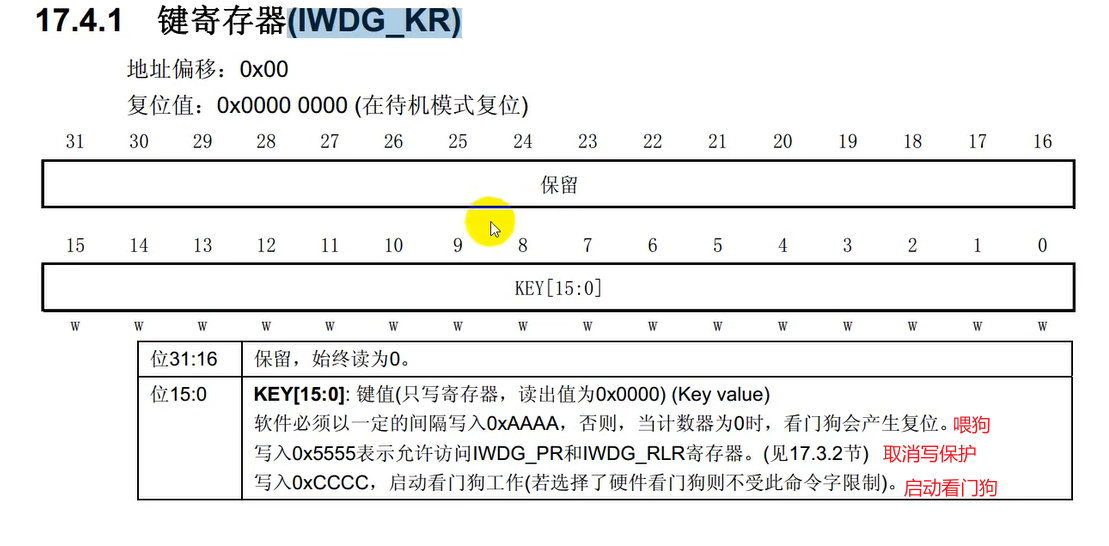 17.4.1 键寄存器(IWDG_KR)
地址偏移：0x00
复位值：0x0000 0000 (在待机模式复位)
31 30 29 28 27 26 25 24 23 22 21 20 19 18 17 16
保留
15 14 13 12 11 10 9 8 7 6 5 4 3 2 1 0
KEY[15:0]
w w w w w w w w w w w w w w w w
位31:16 保留，始终读为0。
位15:0 KEY[15:0]: 键值(只写寄存器，读出值为0x0000) (Key value)
软件必须以一定的间隔写入0xAAAA，否则，当计数器为0时，看门狗会产生复位。喂狗
写入0x5555表示允许访问IWDG_PR和IWDG_RLR寄存器。(见17.3.2节) 取消写保护
写入0xCCCC，启动看门狗工作(若选择了硬件看门狗则不受此命令字限制)。启动看门狗